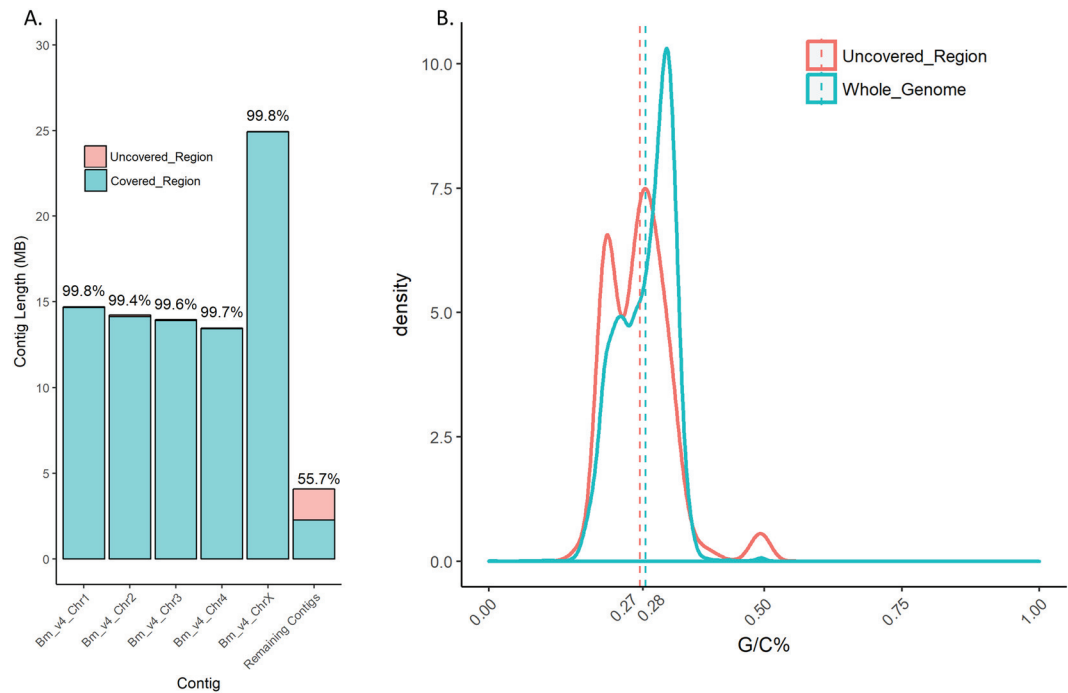 A.
30
25
20
15
10
5
0
Contig Length (MB)
99.8%
99.4%
99.6%
99.7%
99.8%
55.7%
Uncovered_Region
Covered_Region
Bm_v4_Chr1
Bm_v4_Chr2
Bm_v4_Chr3
Bm_v4_Chr4
Bm_v4_ChrX
Remaining Contigs
Contig
B.
10.0
7.5
5.0
2.5
0.0
density
Uncovered_Region
Whole_Genome
0.00
0.27
0.28
0.50
0.75
1.00
G/C%